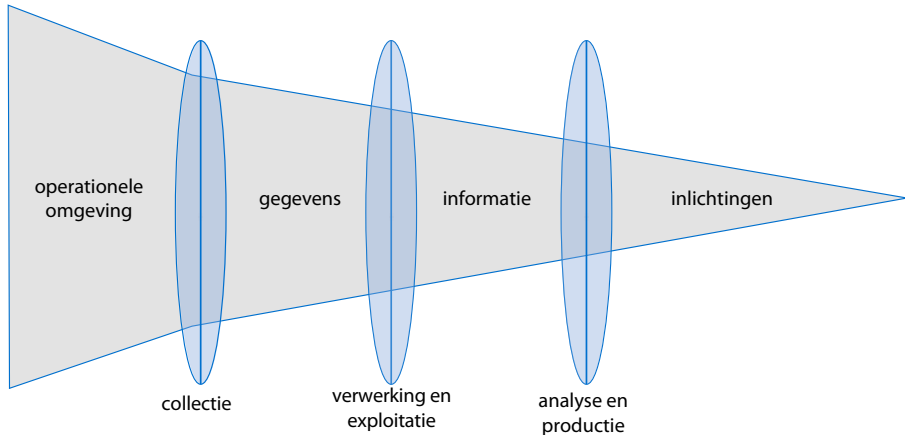 operationele
omgeving
gegevens
informatie
inlichtingen
collectie
verwerking en
exploitatie
analyse en
productie